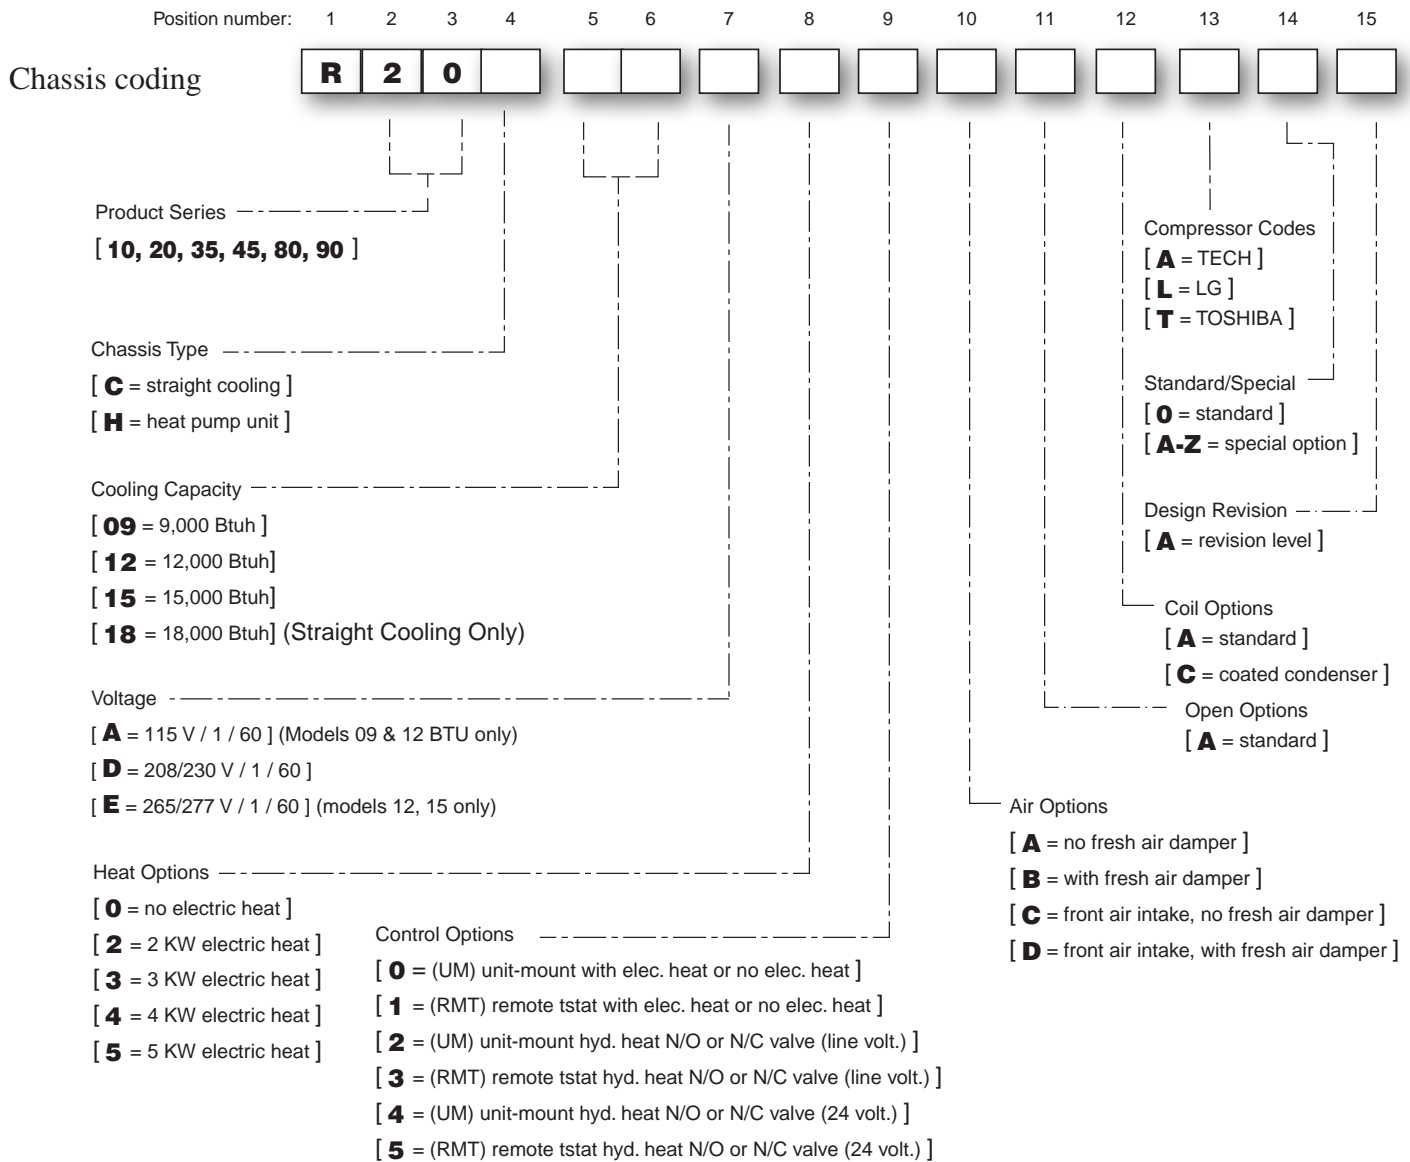 Position number: 1 2 3 4 5 6 7 8 9 10 11 12 13 14 15
Chassis coding R 2 0
Product Series
[ 10, 20, 35, 45, 80, 90 ]
Chassis Type
[ C = straight cooling ]
[ H = heat pump unit ]
Cooling Capacity
[ 09 = 9,000 Btuh ]
[ 12 = 12,000 Btuh]
[ 15 = 15,000 Btuh]
[ 18 = 18,000 Btuh] (Straight Cooling Only)
Voltage
[ A = 115 V / 1 / 60 ] (Models 09 & 12 BTU only)
[ D = 208/230 V / 1 / 60 ]
[ E = 265/277 V / 1 / 60 ] (models 12, 15 only)
Heat Options
[ 0 = no electric heat ]
[ 2 = 2 KW electric heat ]
[ 3 = 3 KW electric heat ]
[ 4 = 4 KW electric heat ]
[ 5 = 5 KW electric heat ]
Control Options
[ 0 = (UM) unit-mount with elec. heat or no elec. heat ]
[ 1 = (RMT) remote tstat with elec. heat or no elec. heat ]
[ 2 = (UM) unit-mount hyd. heat N/O or N/C valve (line volt.) ]
[ 3 = (RMT) remote tstat hyd. heat N/O or N/C valve (line volt.) ]
[ 4 = (UM) unit-mount hyd. heat N/O or N/C valve (24 volt.) ]
[ 5 = (RMT) remote tstat hyd. heat N/O or N/C valve (24 volt.) ]
Compressor Codes
[ A = TECH ]
[ L = LG ]
[ T = TOSHIBA ]
Standard/Special
[ 0 = standard ]
[ A-Z = special option ]
Design Revision
[ A = revision level ]
Coil Options
[ A = standard ]
[ C = coated condenser ]
Open Options
[ A = standard ]
Air Options
[ A = no fresh air damper ]
[ B = with fresh air damper ]
[ C = front air intake, no fresh air damper ]
[ D = front air intake, with fresh air damper ]